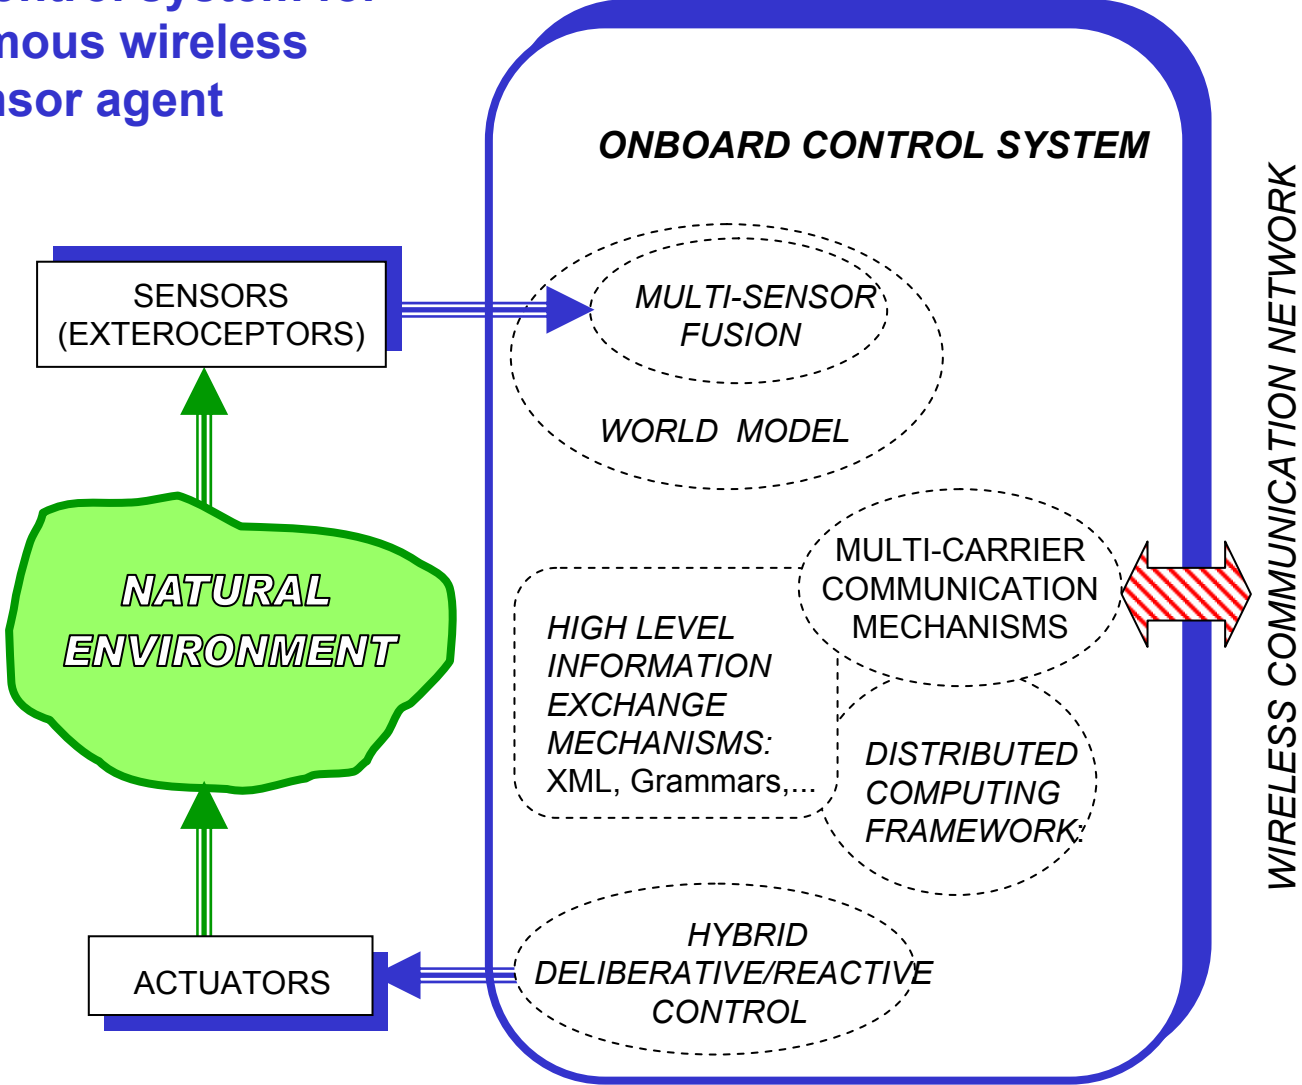 mous wireless
nsor agent
ONBOARD CONTROL SYSTEM
SENSORS
(EXTEROCEPTORS)
MULTI-SENSOR
FUSION
WORLD MODEL
NATURAL
ENVIRONMENT
MULTI-CARRIER
COMMUNICATION
MECHANISMS
HIGH LEVEL
INFORMATION
EXCHANGE
MECHANISMS:
XML, Grammars,...
DISTRIBUTED
COMPUTING
FRAMEWORK:
HYBRID
DELIBERATIVE/REACTIVE
CONTROL
ACTUATORS
WIRELESS COMMUNICATION NETWORK